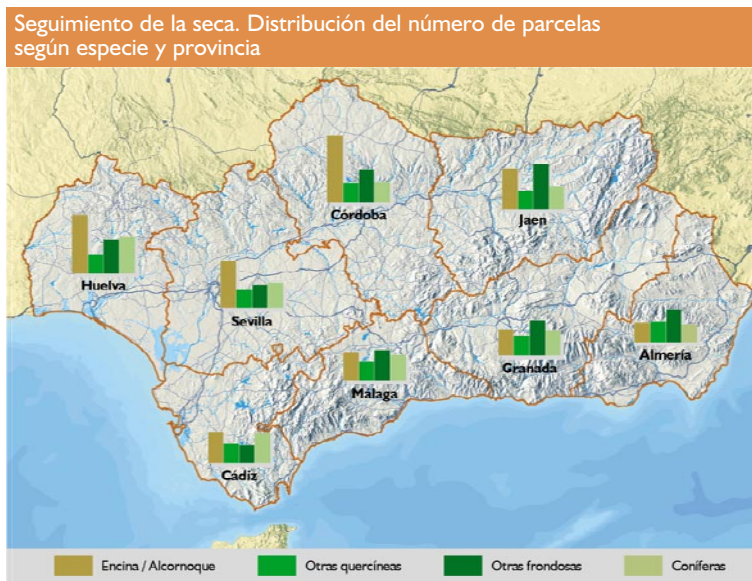 Seguimiento de la seca. Distribución del número de parcelas
según especie y provincia
Córdoba
Jaen
Huelva
Sevilla
Granada
Almería
Málaga
Cádiz
Encina / Alcornoque
Otras quercíneas
Otras frondosas
Coníferas